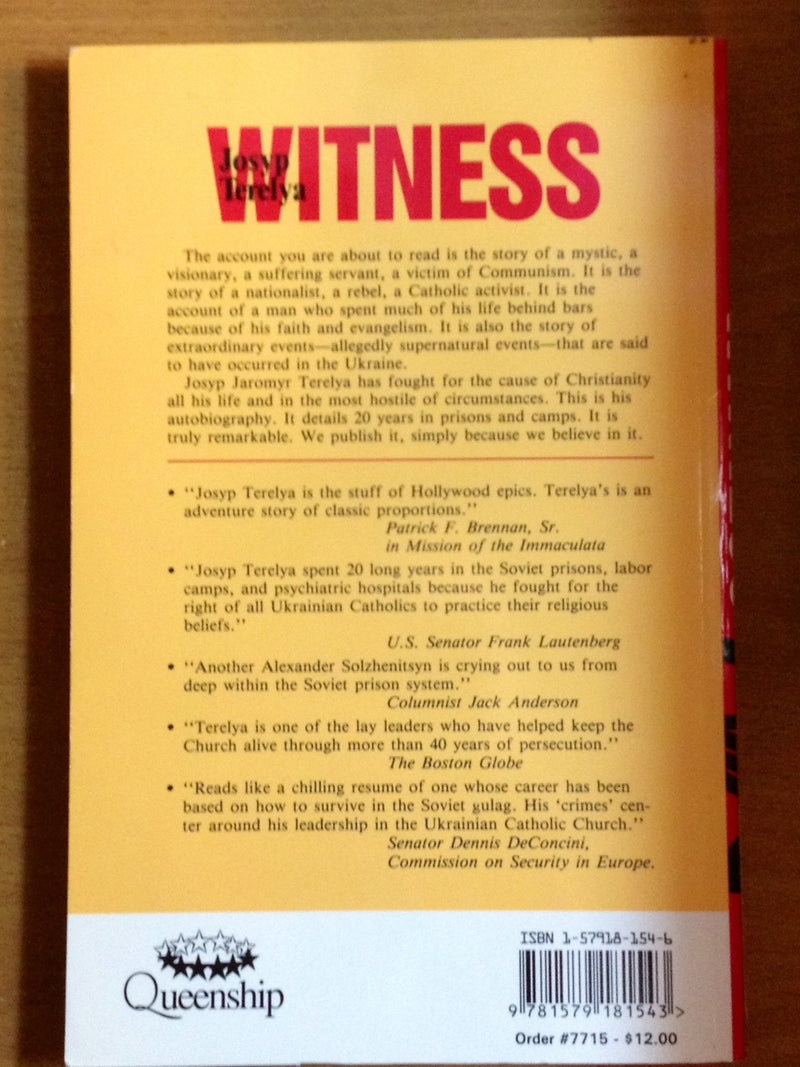 WITNESS
Josyp
Terelya
The account you are about to read is the story of a mystic, a
visionary, a suffering servant, a victim of Communism. It is the
story of a nationalist, a rebel, a Catholic activist. It is the
account of a man who spent much of his life behind bars
because of his faith and evangelism. It is also the story of
extraordinary events—allegedly supernatural events—that are said
to have occurred in the Ukraine.
Josyp Jaromyr Terelya has fought for the cause of Christianity
all his life and in the most hostile of circumstances. This is his
autobiography. It details 20 years in prisons and camps. It is
truly remarkable. We publish it, simply because we believe in it.
• “Josyp Terelya is the stuff of Hollywood epics. Terelya's is an
adventure story of classic proportions.”
Patrick F. Brennan, Sr.
in Mission of the Immaculata
• “Josyp Terelya spent 20 long years in the Soviet prisons, labor
camps, and psychiatric hospitals because he fought for the
right of all Ukrainian Catholics to practice their religious
beliefs.”
U.S. Senator Frank Lautenberg
• “Another Alexander Solzhenitsyn is crying out to us from
deep within the Soviet prison system.”
Columnist Jack Anderson
• “Terelya is one of the lay leaders who have helped keep the
Church alive through more than 40 years of persecution.”
The Boston Globe
• “Reads like a chilling resume of one whose career has been
based on how to survive in the Soviet gulag. His ‘crimes’ cen-
ter around his leadership in the Ukrainian Catholic Church.”
Senator Dennis DeConcini,
Commission on Security in Europe.
Queenship
ISBN 1-57918-154-6
9 781579 181543 >
Order #7715 - $12.00